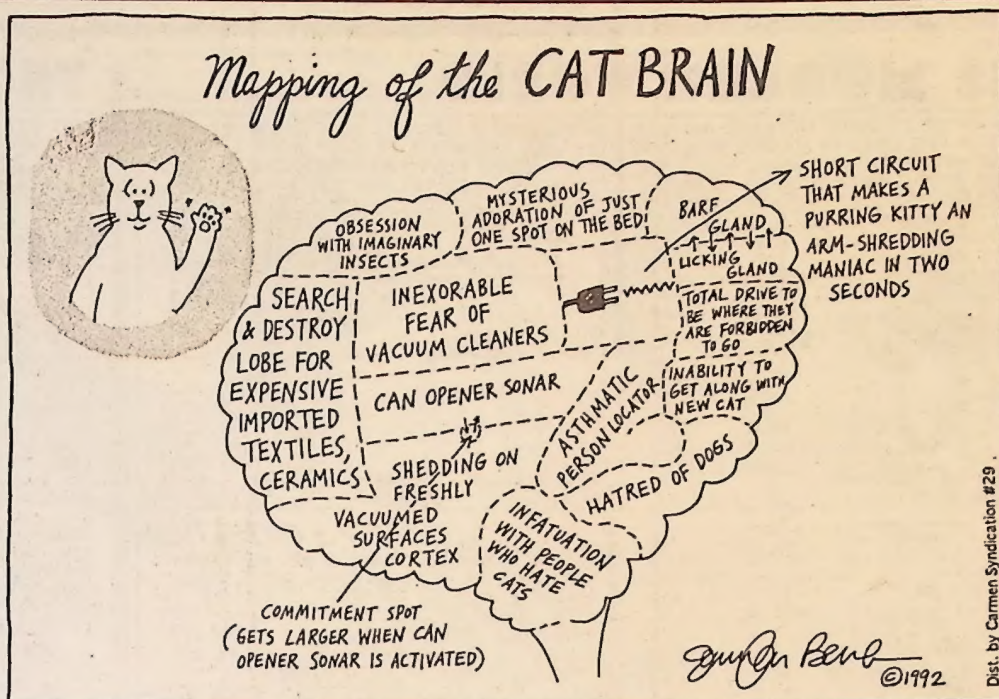 Mapping of the CAT BRAIN
OBSESSION
WITH IMAGINARY
INSECTS
MYSTERIOUS
ADORATION OF JUST
ONE SPOT ON THE BED
BARF
GLAND
LICKING
GLAND
SHORT CIRCUIT
THAT MAKES A
PURRING KITTY AN
ARM-SHREDDING
MANIAC IN TWO
SECONDS
SEARCH
& DESTROY
LOBE FOR
EXPENSIVE
IMPORTED
TEXTILES,
CERAMICS
INEXORABLE
FEAR OF
VACUUM CLEANERS
TOTAL DRIVE TO
BE WHERE THEY
ARE FORBIDDEN
TO GO
CAN OPENER SONAR
ASTHMATIC
PERSON LOCATOR
INABILITY TO
GET ALONG WITH
NEW CAT
SHEDDING ON
FRESHLY
VACUUMED
SURFACES
CORTEX
HATRED OF DOGS
INFATUATION
WITH PEOPLE
WHO HATE
CATS
COMMITMENT SPOT
(GETS LARGER WHEN CAN
OPENER SONAR IS ACTIVATED)
©1992
Dist. by Carmen Syndication #29